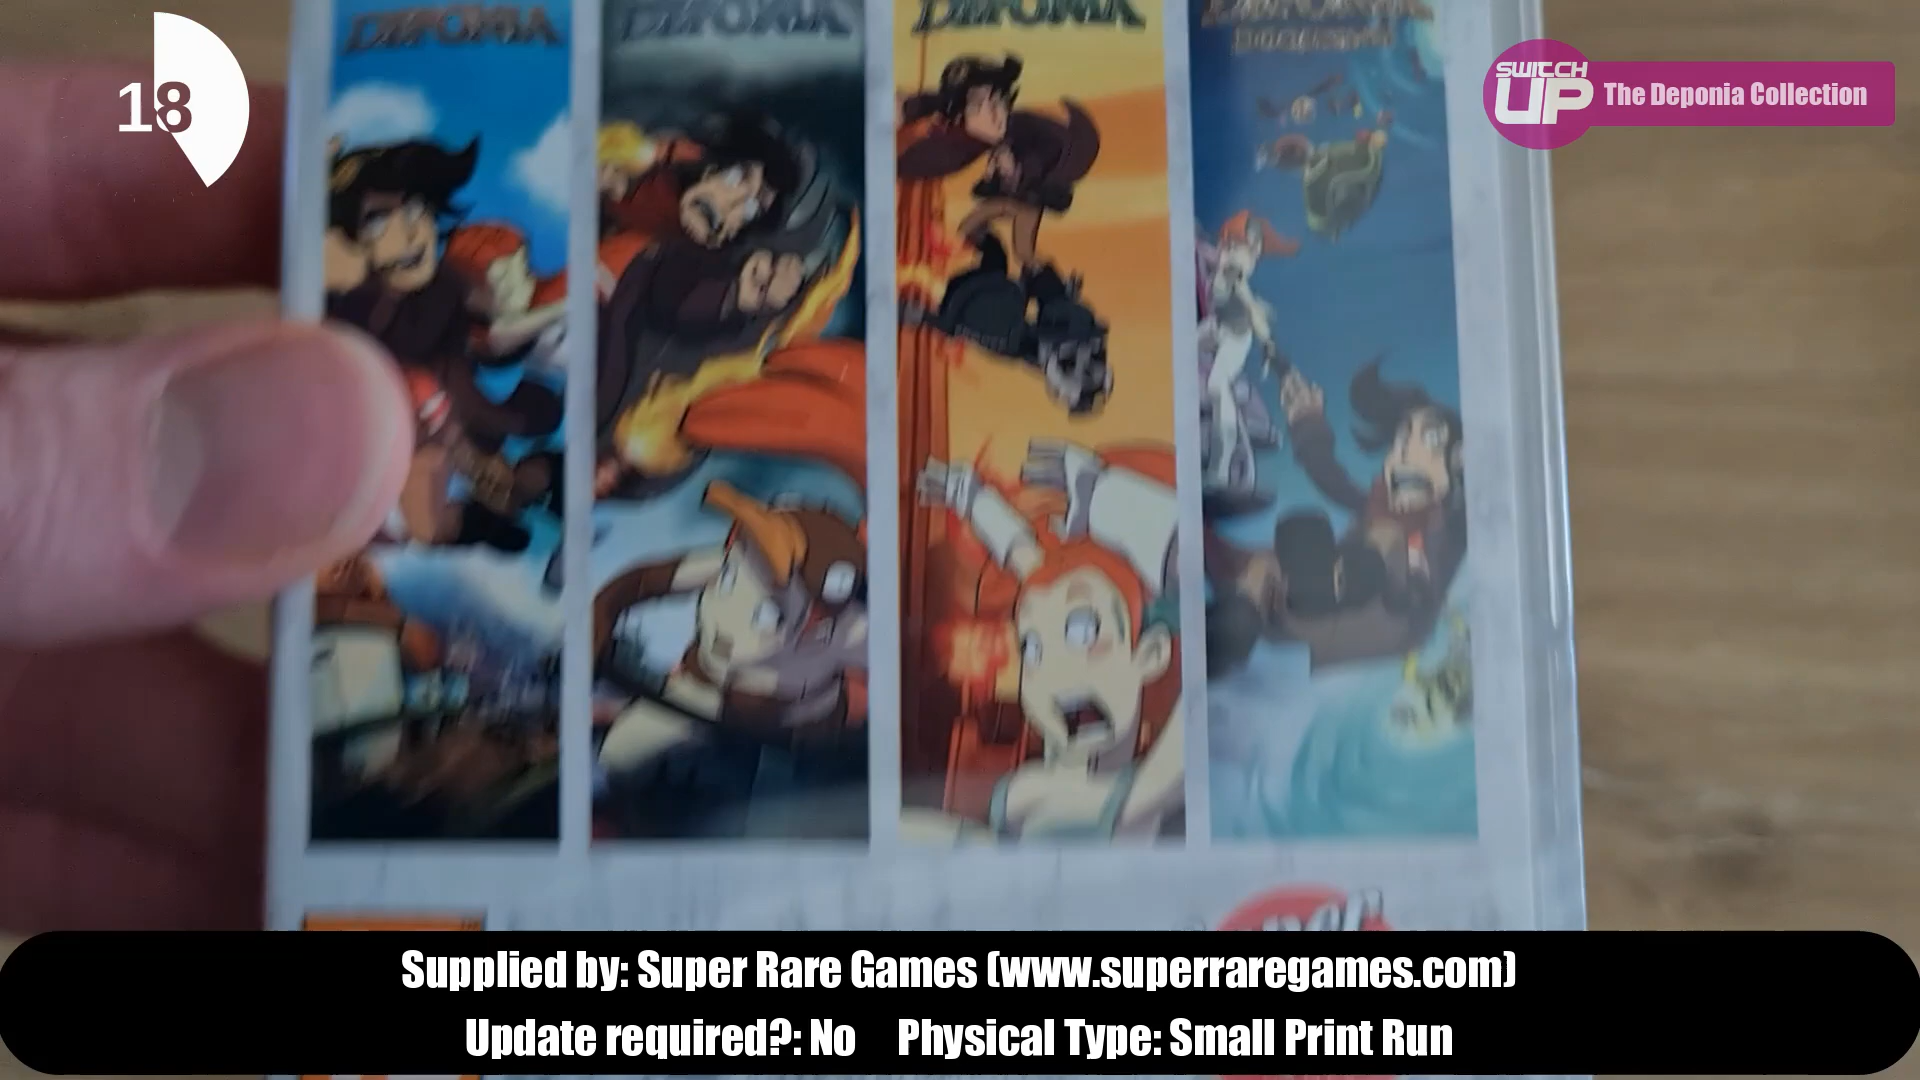 DEPONIA DEPONIA DEPONIA DEPONIA
18
SWITCH
UP
The Deponia Collection
Supplied by: Super Rare Games (www.superraregames.com)
Update required?: No Physical Type: Small Print Run